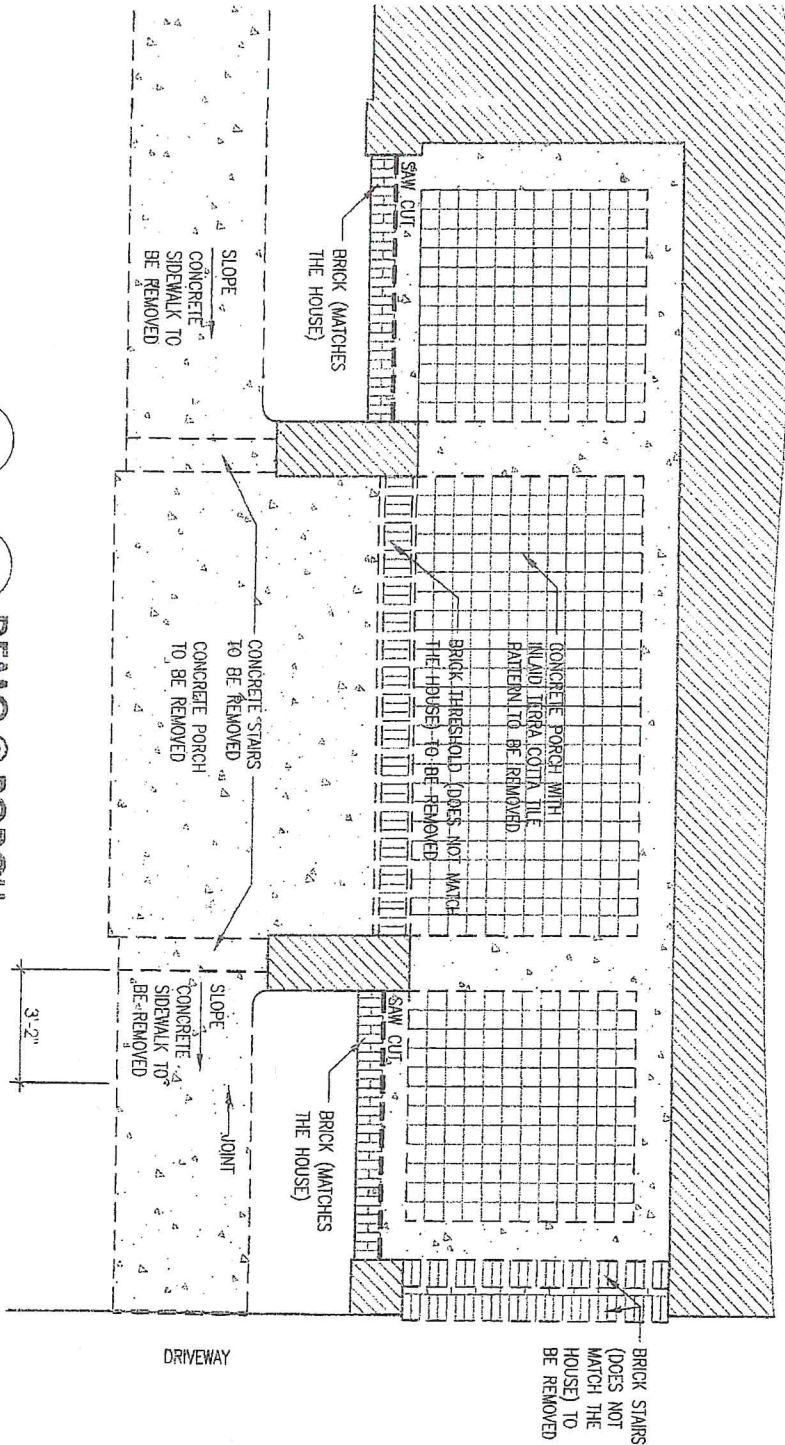 BRICK STAIRS
(DOES NOT
MATCH THE
HOUSE) TO
BE REMOVED
CONCRETE PORCH WITH
INLAID TERRA COTTA TILE
PATTERN TO BE REMOVED
BRICK THRESHOLD (DOES NOT MATCH
THE HOUSE) TO BE REMOVED
SAW CUT
BRICK (MATCHES
THE HOUSE)
SAW CUT
BRICK (MATCHES
THE HOUSE)
SLOPE
CONCRETE
SIDEWALK TO
BE REMOVED
CONCRETE STAIRS
TO BE REMOVED
CONCRETE PORCH
TO BE REMOVED
SLOPE
CONCRETE
SIDEWALK TO
BE REMOVED
JOINT
DRIVEWAY
3'-2"